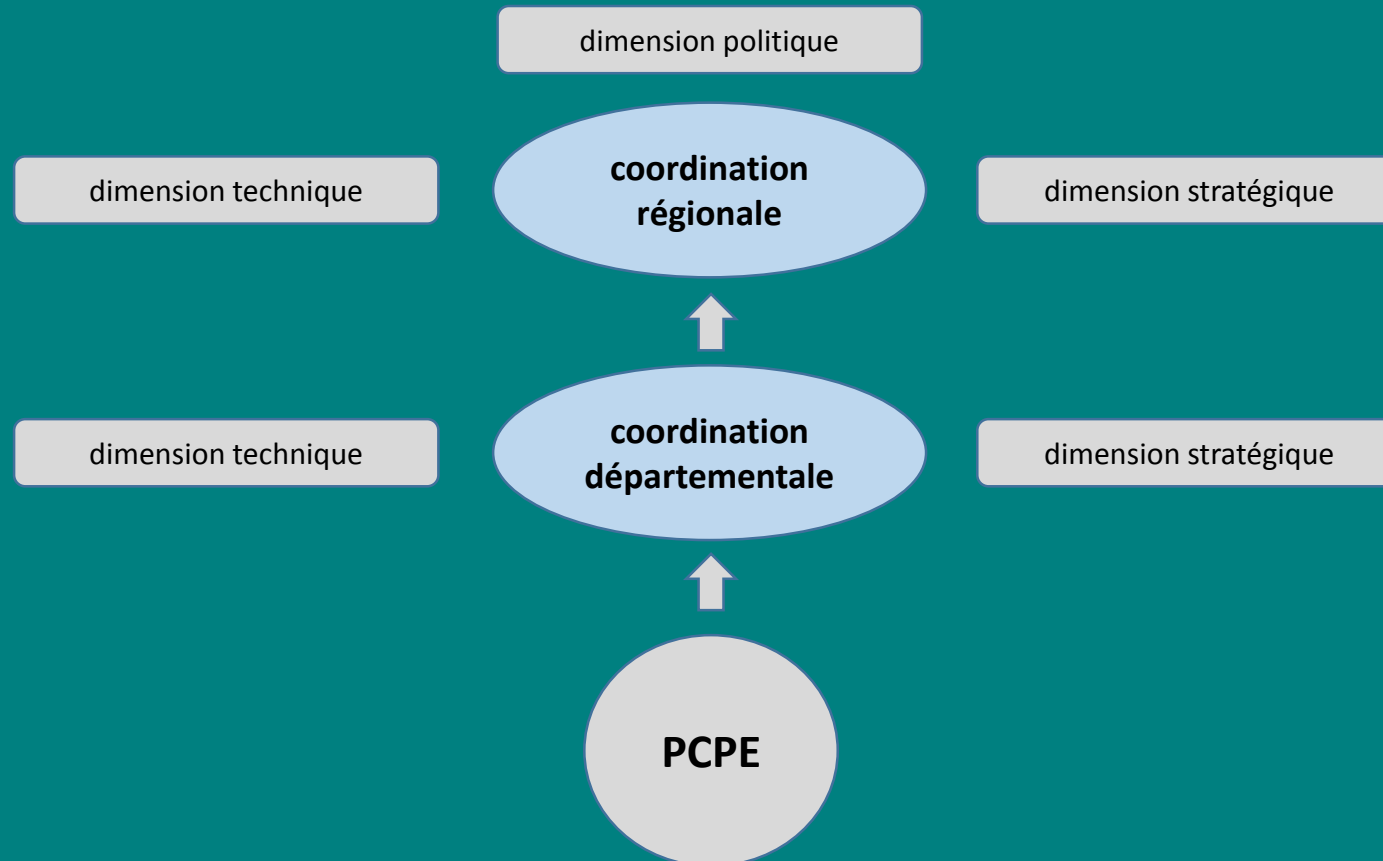 dimension politique
dimension technique
coordination
régionale
dimension stratégique
dimension technique
coordination
départementale
dimension stratégique
PCPE